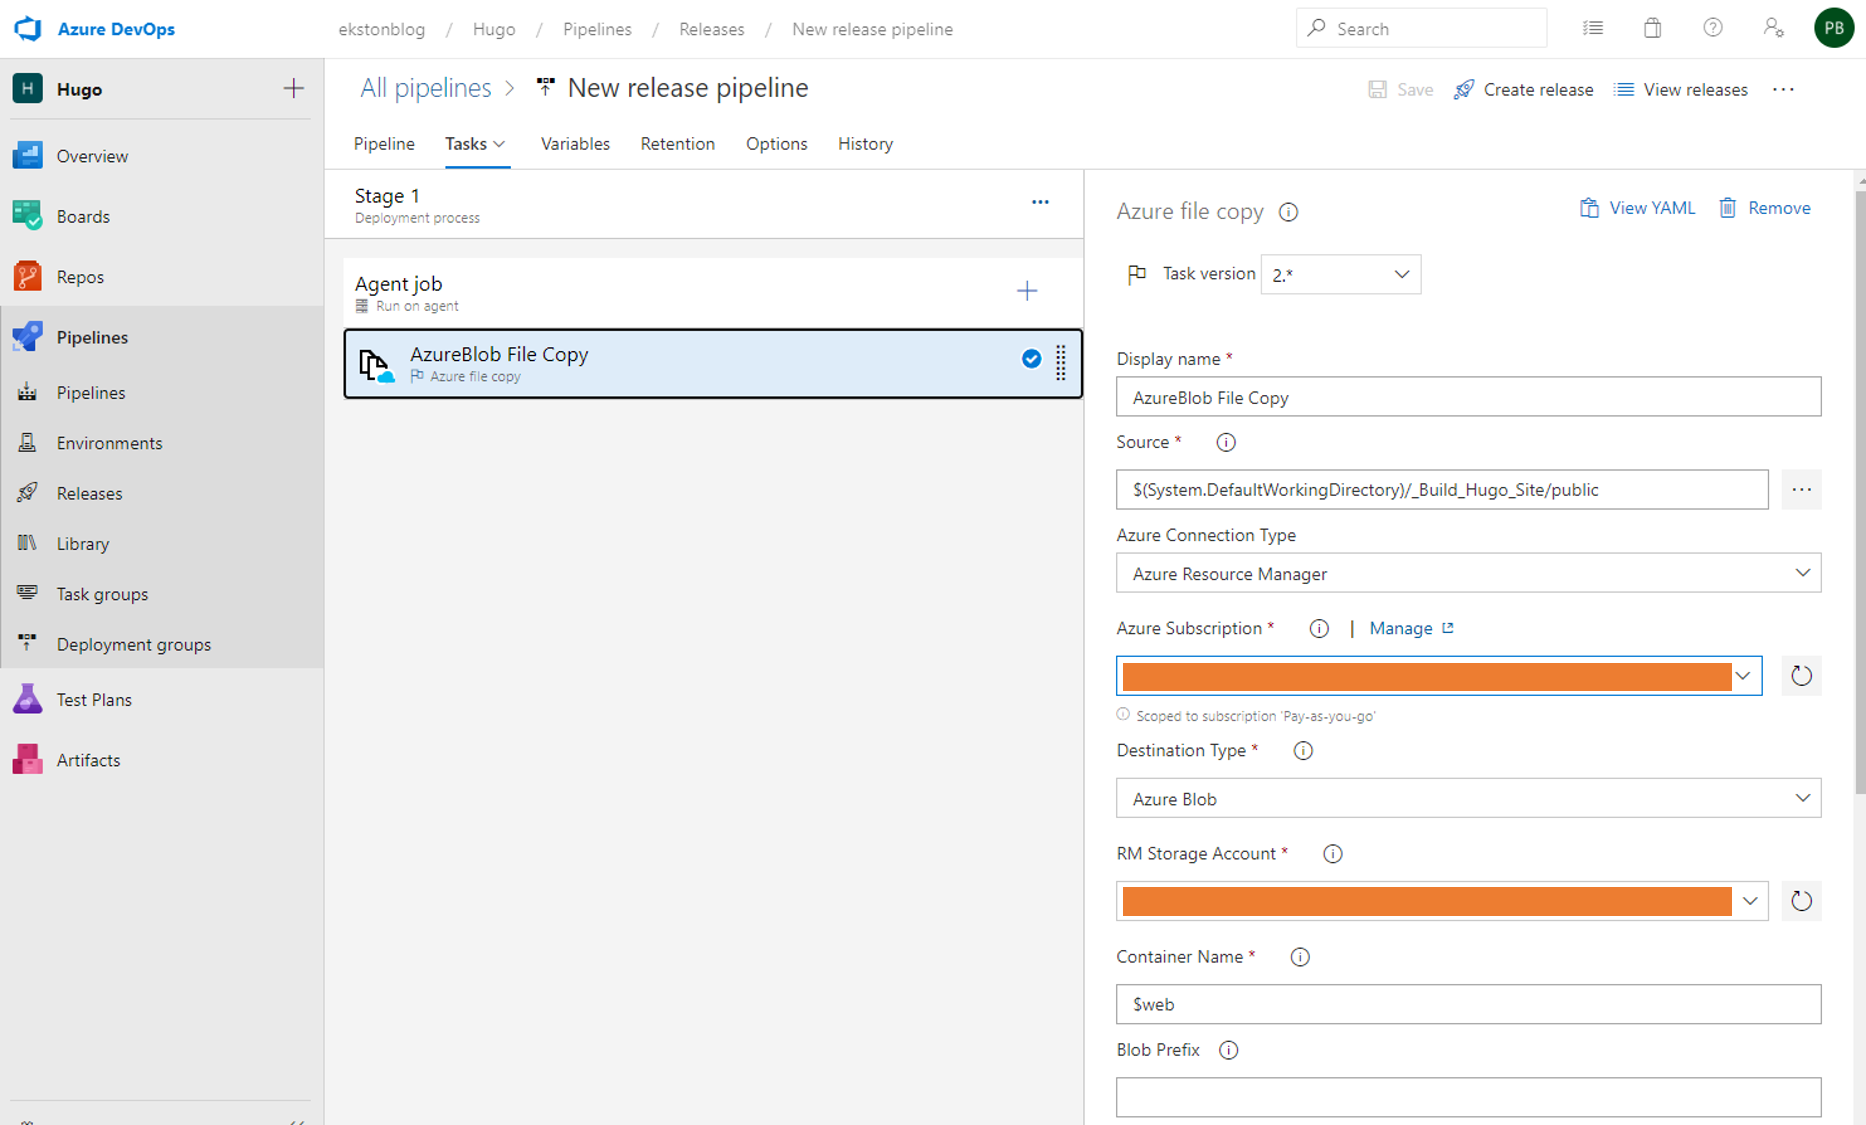 Azure DevOps
ekstonblog / Hugo / Pipelines / Releases / New release pipeline
Search
PB
H Hugo
Overview
Boards
Repos
Pipelines
Pipelines
Environments
Releases
Library
Task groups
Deployment groups
Test Plans
Artifacts
All pipelines > New release pipeline
Save Create release View releases ...
Pipeline Tasks Variables Retention Options History
Stage 1
Deployment process
Agent job
Run on agent
AzureBlob File Copy
Azure file copy
Azure file copy
View YAML Remove
Task version 2.*
Display name *
AzureBlob File Copy
Source *
$(System.DefaultWorkingDirectory)/_Build_Hugo_Site/public
Azure Connection Type
Azure Resource Manager
Azure Subscription * | Manage
Scoped to subscription 'Pay-as-you-go'
Destination Type *
Azure Blob
RM Storage Account *
Container Name *
$web
Blob Prefix